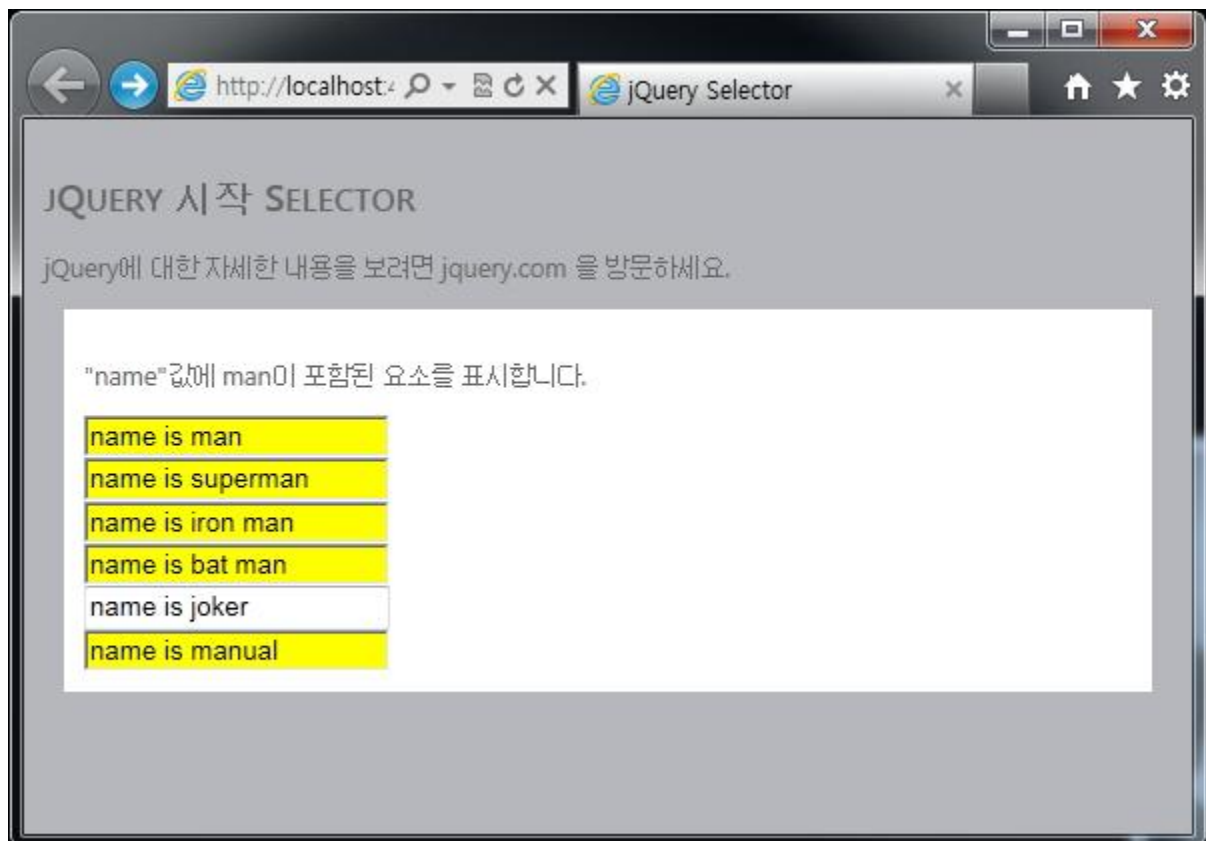 http://localhost:4
jQuery Selector
JQUERY 시작 SELECTOR
jQuery에 대한 자세한 내용을 보려면 jquery.com 을 방문하세요.
"name"값에 man이 포함된 요소를 표시합니다.
name is man
name is superman
name is iron man
name is bat man
name is joker
name is manual